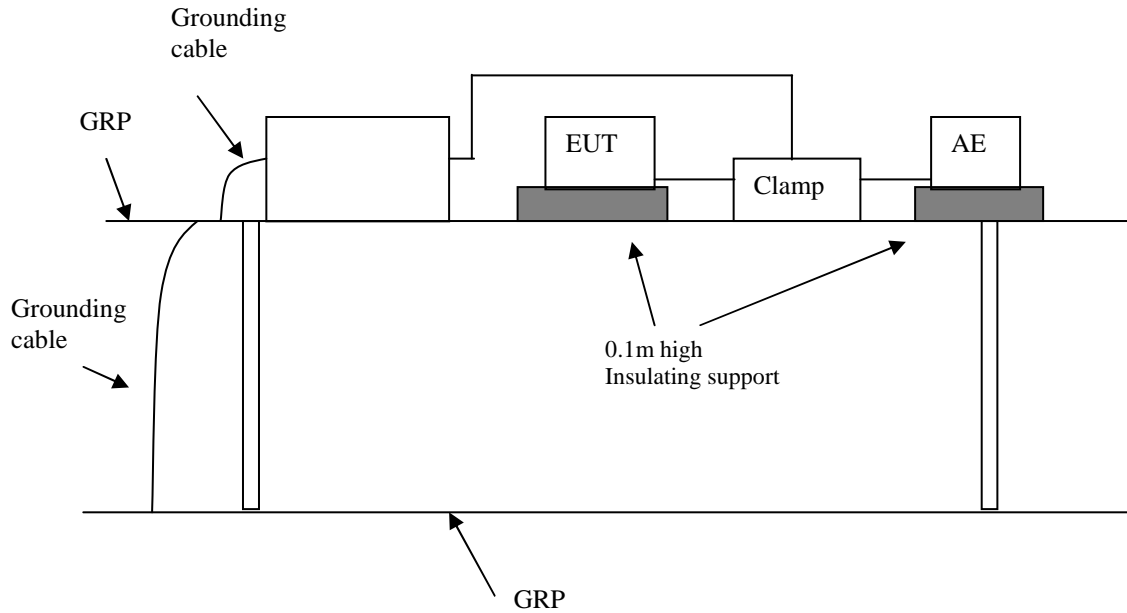 Grounding
cable
GRP
EUT
AE
Clamp
Grounding
cable
0.1m high
Insulating support
GRP